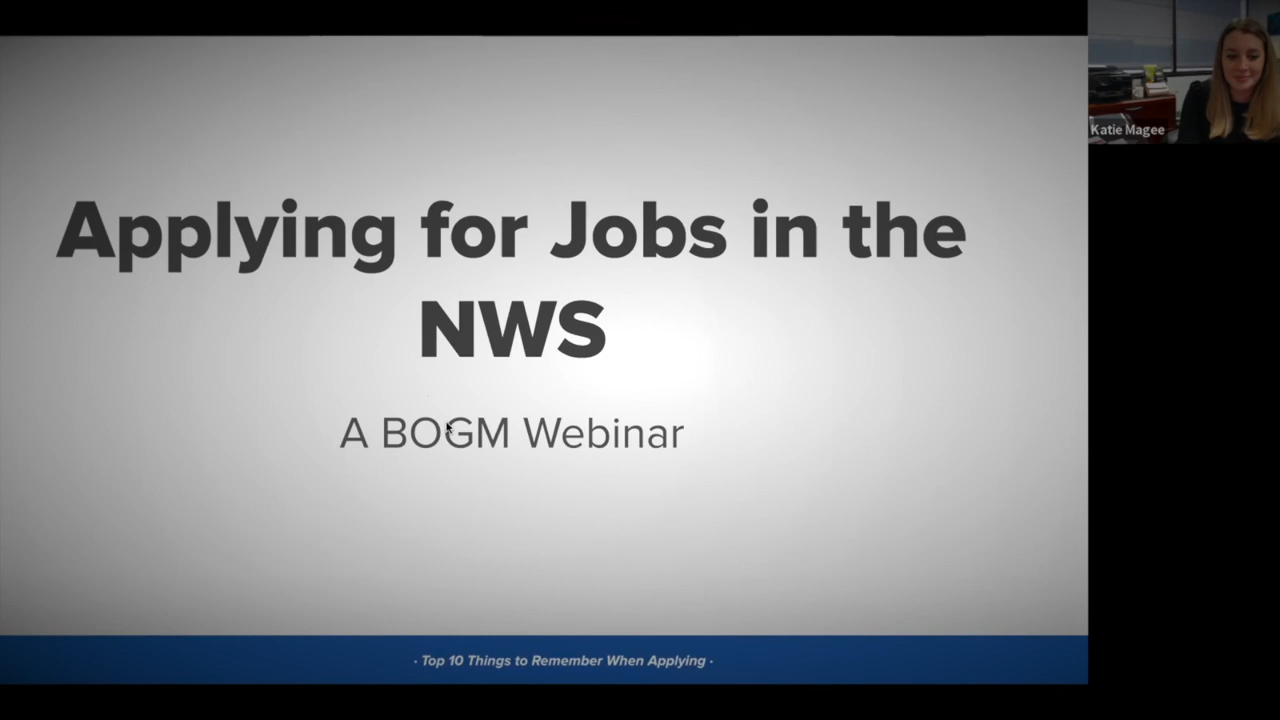 Applying for Jobs in the
NWS
A BOGM Webinar
· Top 10 Things to Remember When Applying ·
Katie Magee